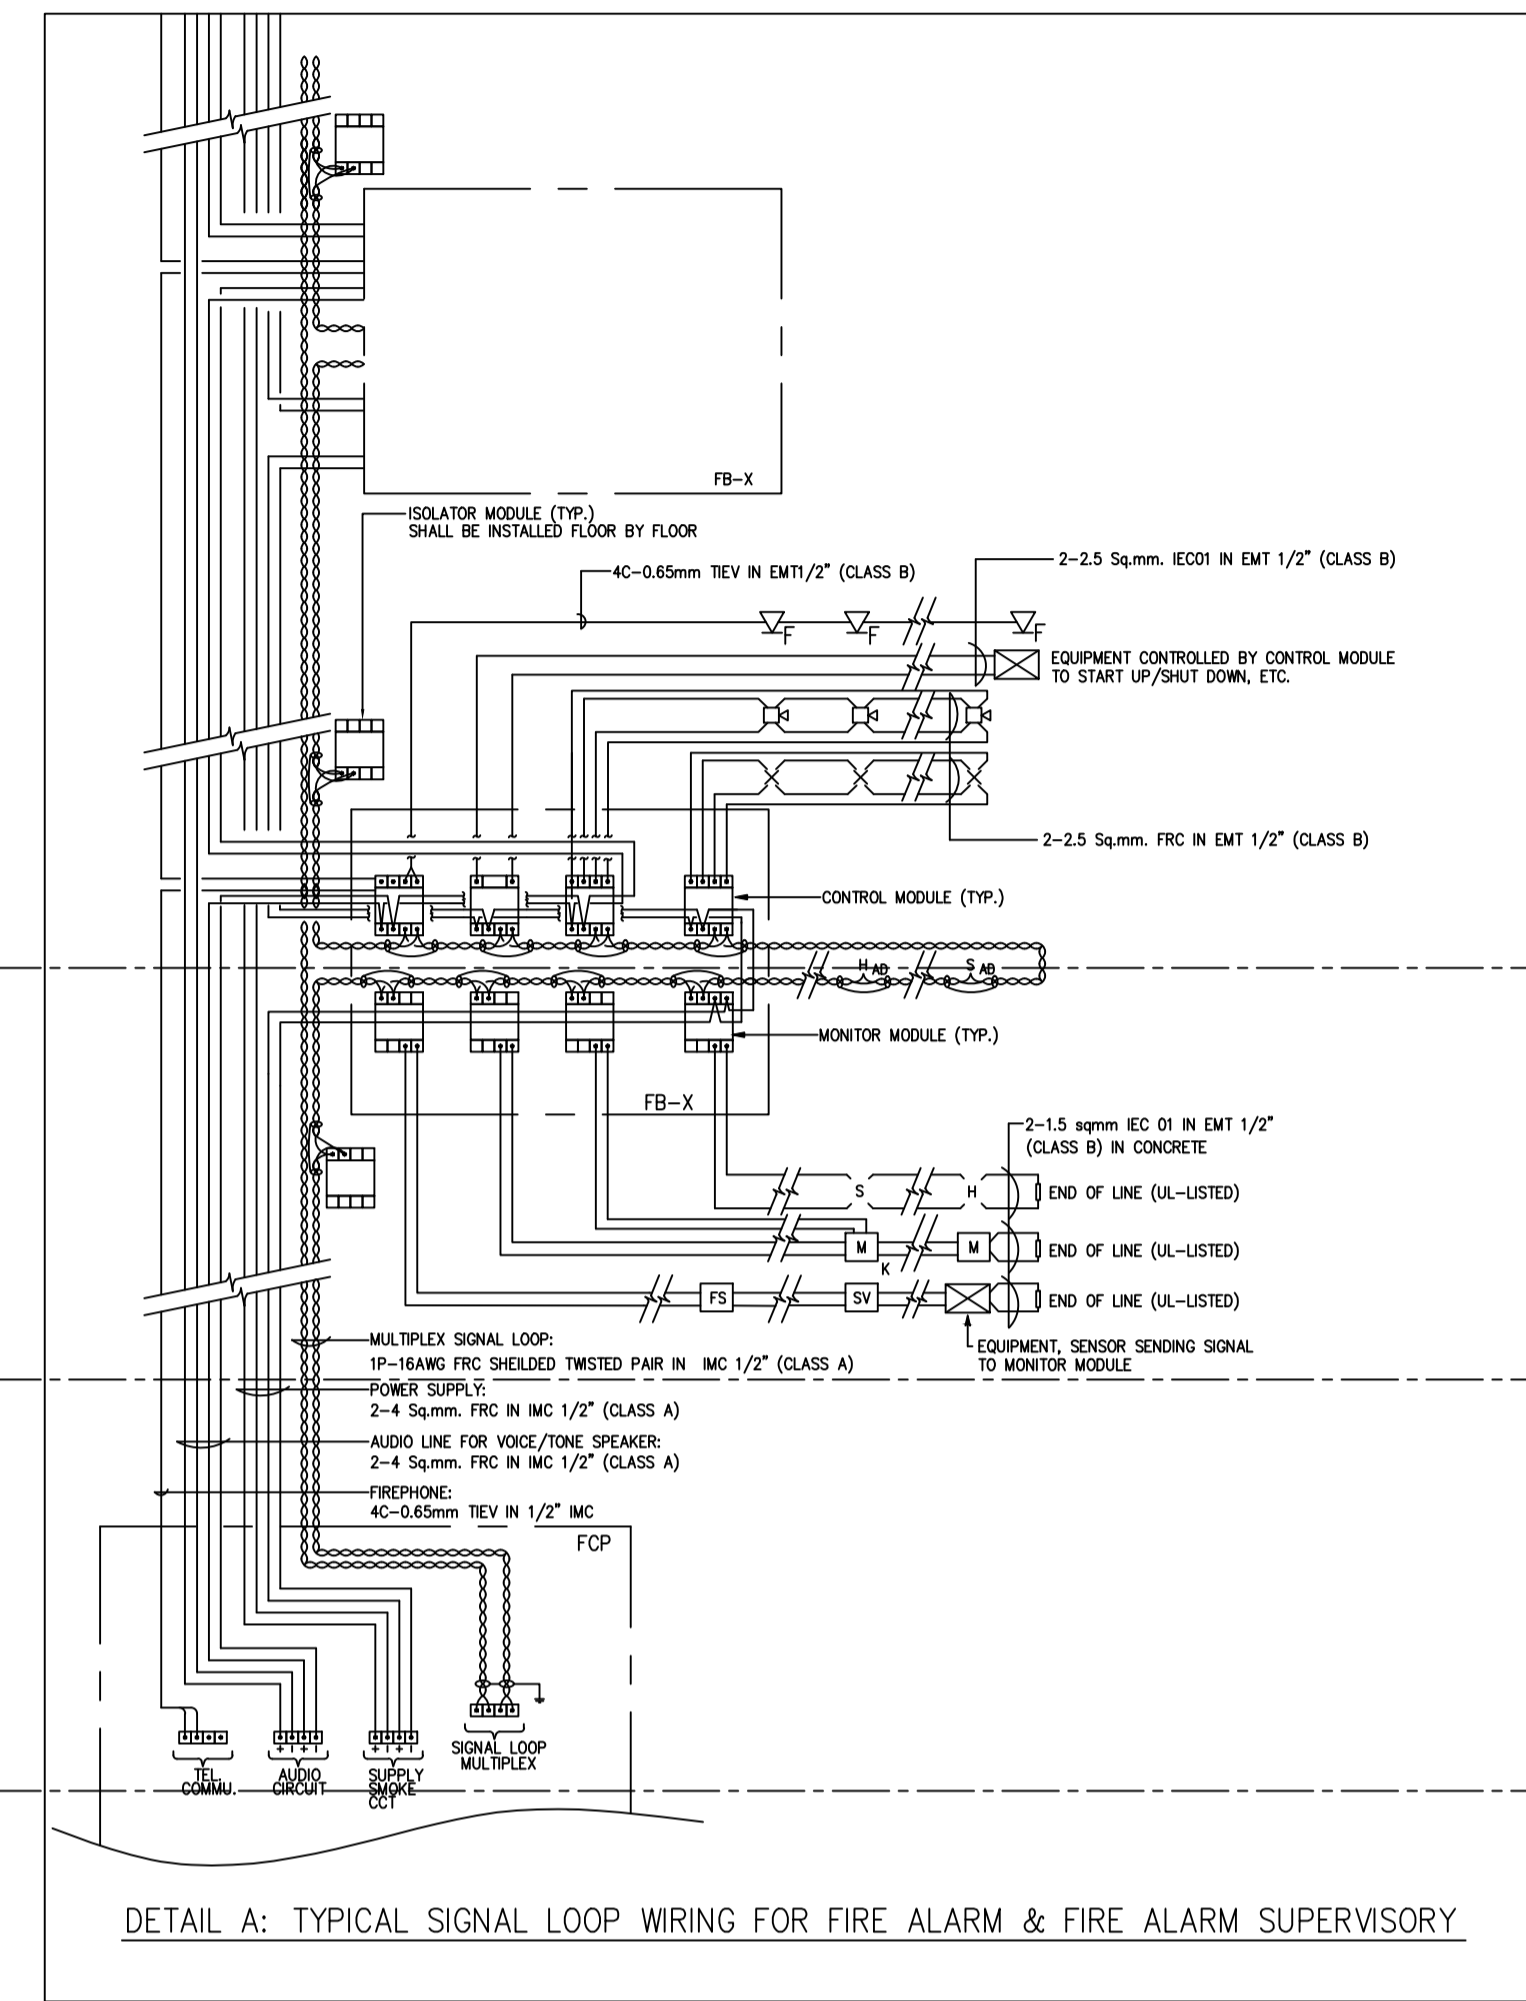 FB-X
ISOLATOR MODULE (TYP.)
SHALL BE INSTALLED FLOOR BY FLOOR
4C-0.65mm TIEV IN EMT1/2" (CLASS B)
2-2.5 Sq.mm. IEC01 IN EMT 1/2" (CLASS B)
F
F
F
EQUIPMENT CONTROLLED BY CONTROL MODULE
TO START UP/SHUT DOWN, ETC.
2-2.5 Sq.mm. FRC IN EMT 1/2" (CLASS B)
CONTROL MODULE (TYP.)
H AD
S AD
MONITOR MODULE (TYP.)
FB-X
2-1.5 sqmm IEC 01 IN EMT 1/2"
(CLASS B) IN CONCRETE
S
H
END OF LINE (UL-LISTED)
M
K
M
END OF LINE (UL-LISTED)
FS
SV
END OF LINE (UL-LISTED)
EQUIPMENT, SENSOR SENDING SIGNAL
TO MONITOR MODULE
MULTIPLEX SIGNAL LOOP:
1P-16AWG FRC SHEILDED TWISTED PAIR IN IMC 1/2" (CLASS A)
POWER SUPPLY:
2-4 Sq.mm. FRC IN IMC 1/2" (CLASS A)
AUDIO LINE FOR VOICE/TONE SPEAKER:
2-4 Sq.mm. FRC IN IMC 1/2" (CLASS A)
FIREPHONE:
4C-0.65mm TIEV IN 1/2" IMC
FCP
+ - + -
+ - + -
TEL.
COMMU.
AUDIO
CIRCUIT
SUPPLY
SMOKE
CCT
SIGNAL LOOP
MULTIPLEX
DETAIL A: TYPICAL SIGNAL LOOP WIRING FOR FIRE ALARM & FIRE ALARM SUPERVISORY